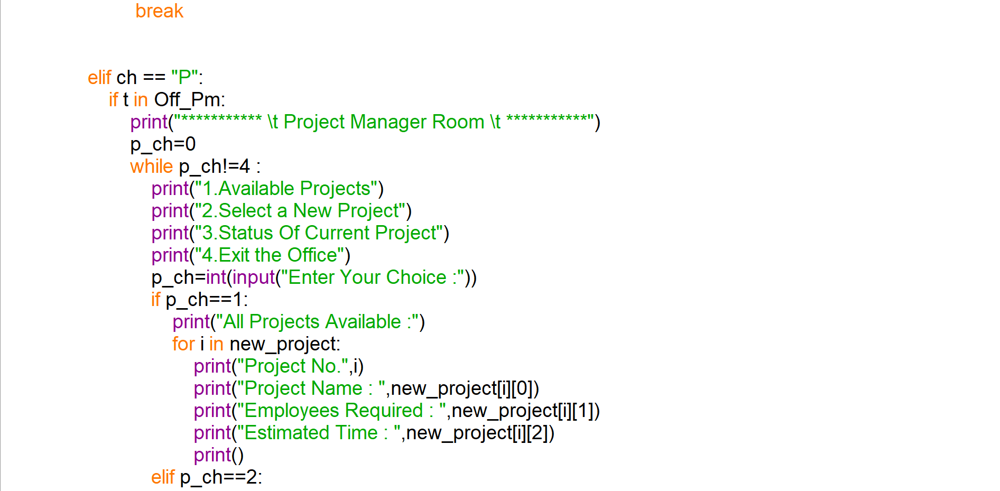 break
elif ch == "P":
if t in Off_Pm:
print("*********** \t Project Manager Room \t ***********")
p_ch=0
while p_ch!=4 :
print("1.Available Projects")
print("2.Select a New Project")
print("3.Status Of Current Project")
print("4.Exit the Office")
p_ch=int(input("Enter Your Choice :"))
if p_ch==1:
print("All Projects Available :")
for i in new_project:
print("Project No.",i)
print("Project Name : ",new_project[i][0])
print("Employees Required : ",new_project[i][1])
print("Estimated Time : ",new_project[i][2])
print()
elif p_ch==2: